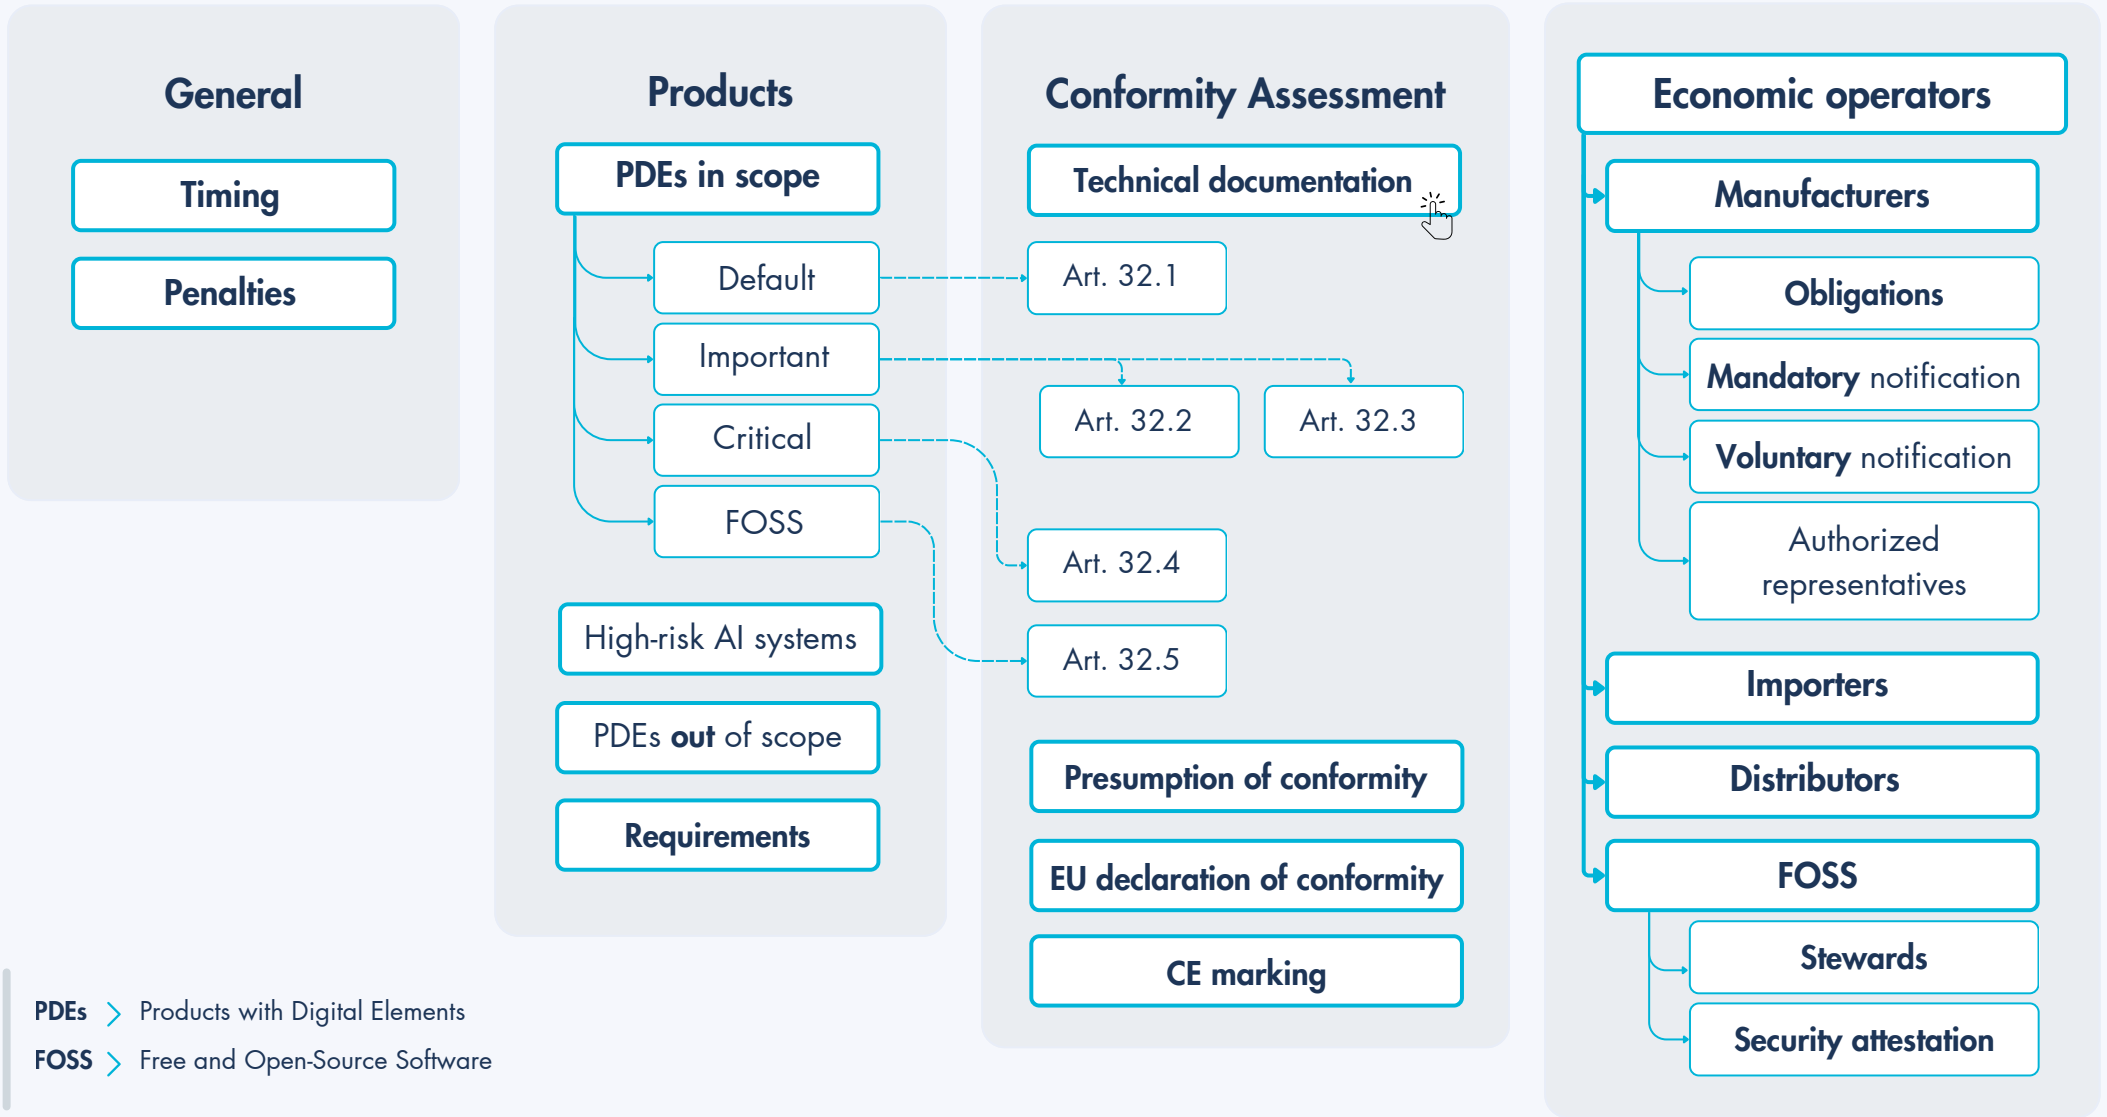 General
Timing
Penalties
Products
PDEs in scope
Default
Important
Critical
FOSS
High-risk AI systems
PDEs out of scope
Requirements
Conformity Assessment
Technical documentation
Art. 32.1
Art. 32.2
Art. 32.3
Art. 32.4
Art. 32.5
Presumption of conformity
EU declaration of conformity
CE marking
Economic operators
Manufacturers
Obligations
Mandatory notification
Voluntary notification
Authorized
representatives
Importers
Distributors
FOSS
Stewards
Security attestation
PDEs Products with Digital Elements
FOSS Free and Open-Source Software